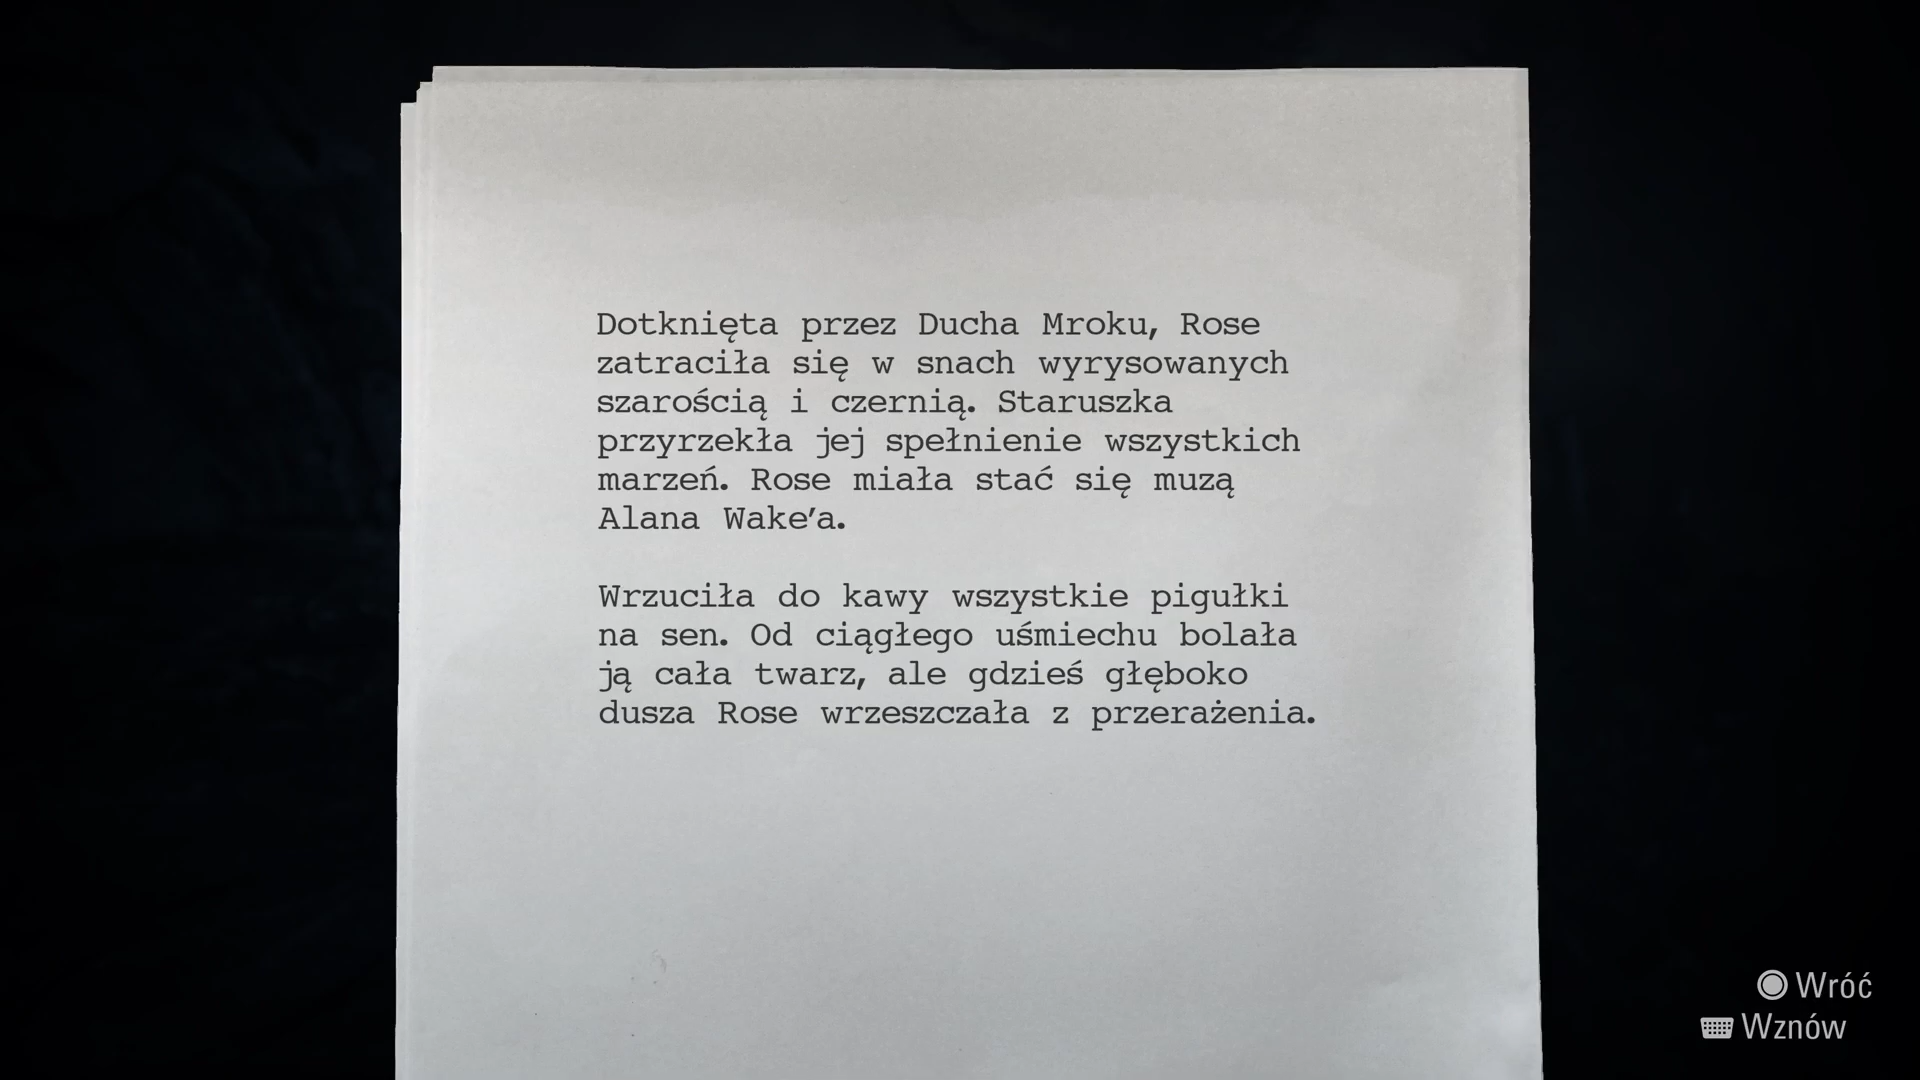 Dotknięta przez Ducha Mroku, Rose
zatraciła się w snach wyrysowanych
szarością i czernią. Staruszka
przyrzekła jej spełnienie wszystkich
marzeń. Rose miała stać się muzą
Alana Wake'a.
Wrzuciła do kawy wszystkie pigułki
na sen. Od ciągłego uśmiechu bolała
ją cała twarz, ale gdzieś głęboko
dusza Rose wrzeszczała z przerażenia.
Wróć
Wznów